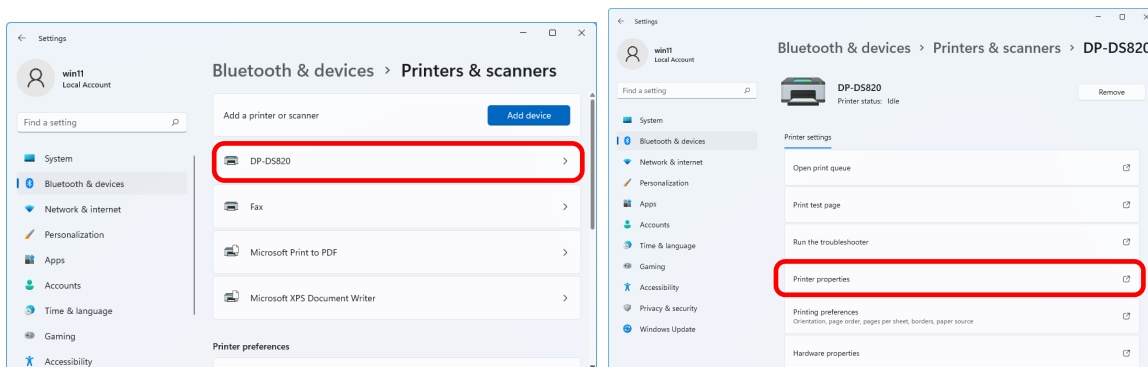 Settings
win11
Local Account
Find a setting
System
Bluetooth & devices
Network & internet
Personalization
Apps
Accounts
Time & language
Gaming
Accessibility
Bluetooth & devices > Printers & scanners
Add a printer or scanner
Add device
DP-DS820
Fax
Microsoft Print to PDF
Microsoft XPS Document Writer
Printer preferences
Settings
win11
Local Account
Find a setting
System
Bluetooth & devices
Network & internet
Personalization
Apps
Accounts
Time & language
Gaming
Accessibility
Privacy & security
Windows Update
Bluetooth & devices > Printers & scanners > DP-DS820
DP-DS820
Printer status: Idle
Remove
Printer settings
Open print queue
Print test page
Run the troubleshooter
Printer properties
Printing preferences
Orientation, page order, pages per sheet, borders, paper source
Hardware properties